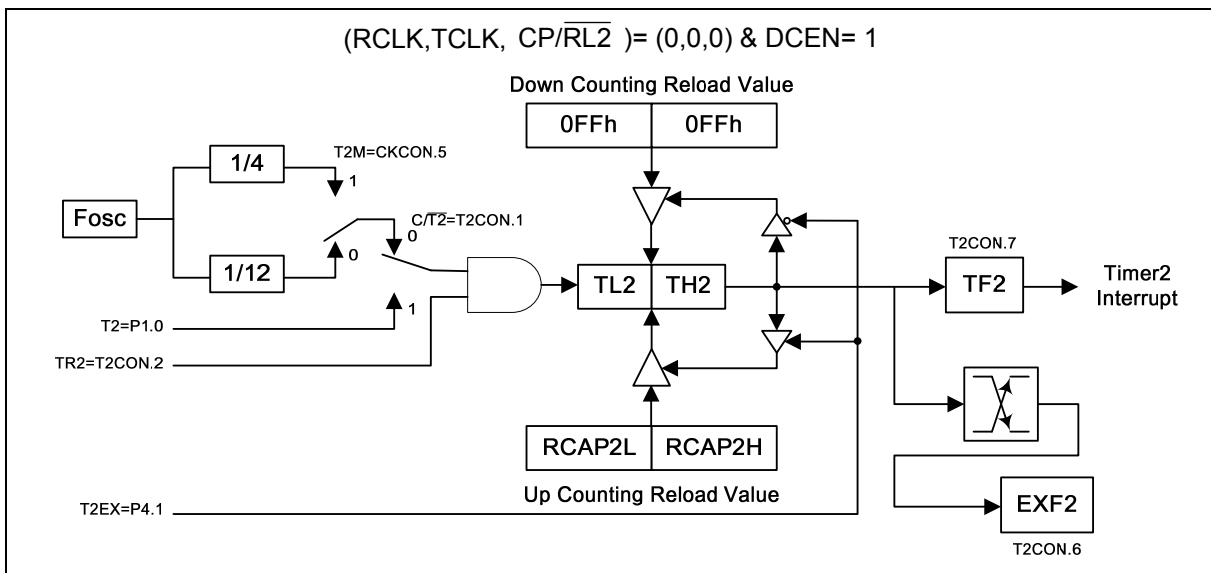 (RCLK,TCLK, CP/RL2 )= (0,0,0) & DCEN= 1
Down Counting Reload Value
0FFh 0FFh
T2M=CKCON.5
1/4
1
Fosc
C/T2=T2CON.1
0
0
1/12
T2CON.7
TL2 TH2
TF2
Timer2
Interrupt
1
T2=P1.0
TR2=T2CON.2
RCAP2L RCAP2H
Up Counting Reload Value
T2EX=P4.1
EXF2
T2CON.6